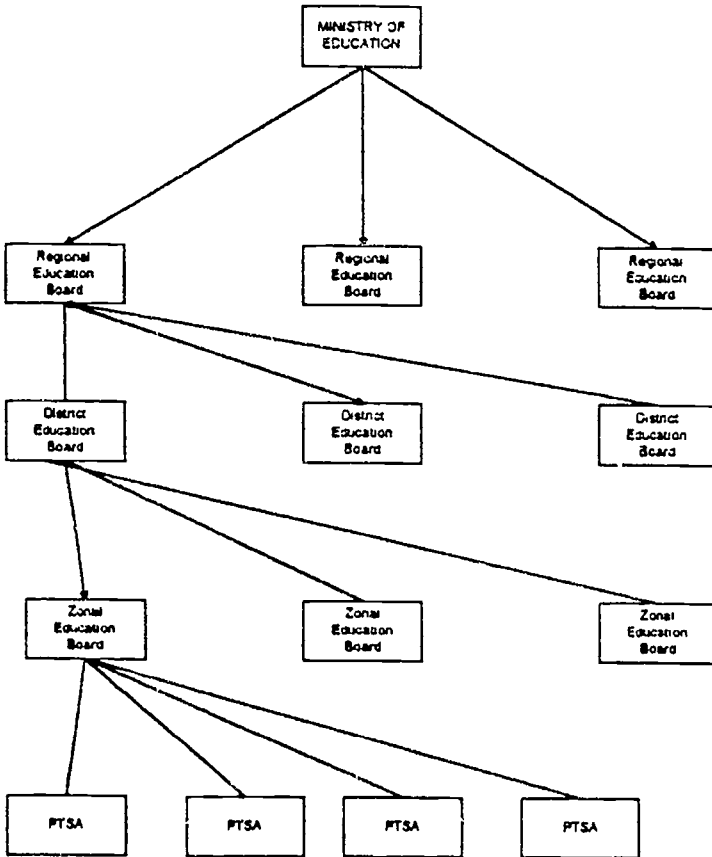 MINISTRY OF
EDUCATION
Regional
Education
Board
Regional
Education
Board
Regional
Education
Board
District
Education
Board
District
Education
Board
District
Education
Board
Zonal
Education
Board
Zonal
Education
Board
Zonal
Education
Board
PTSA
PTSA
PTSA
PTSA